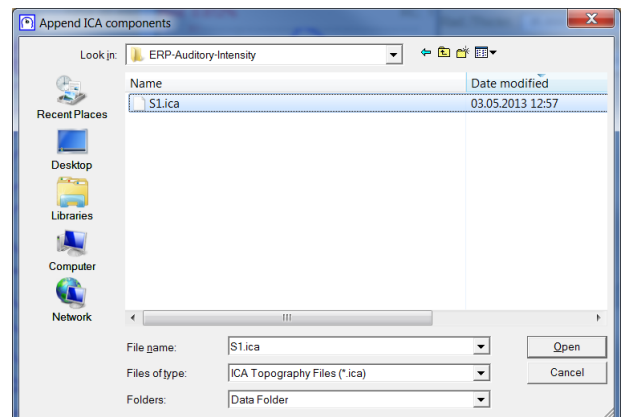 Append ICA components
Look in: ERP-Auditory-Intensity
Name Date modified
S1.ica 03.05.2013 12:57
Recent Places
Desktop
Libraries
Computer
Network
File name: S1.ica Open
Files of type: ICA Topography Files (*.ica) Cancel
Folders: Data Folder